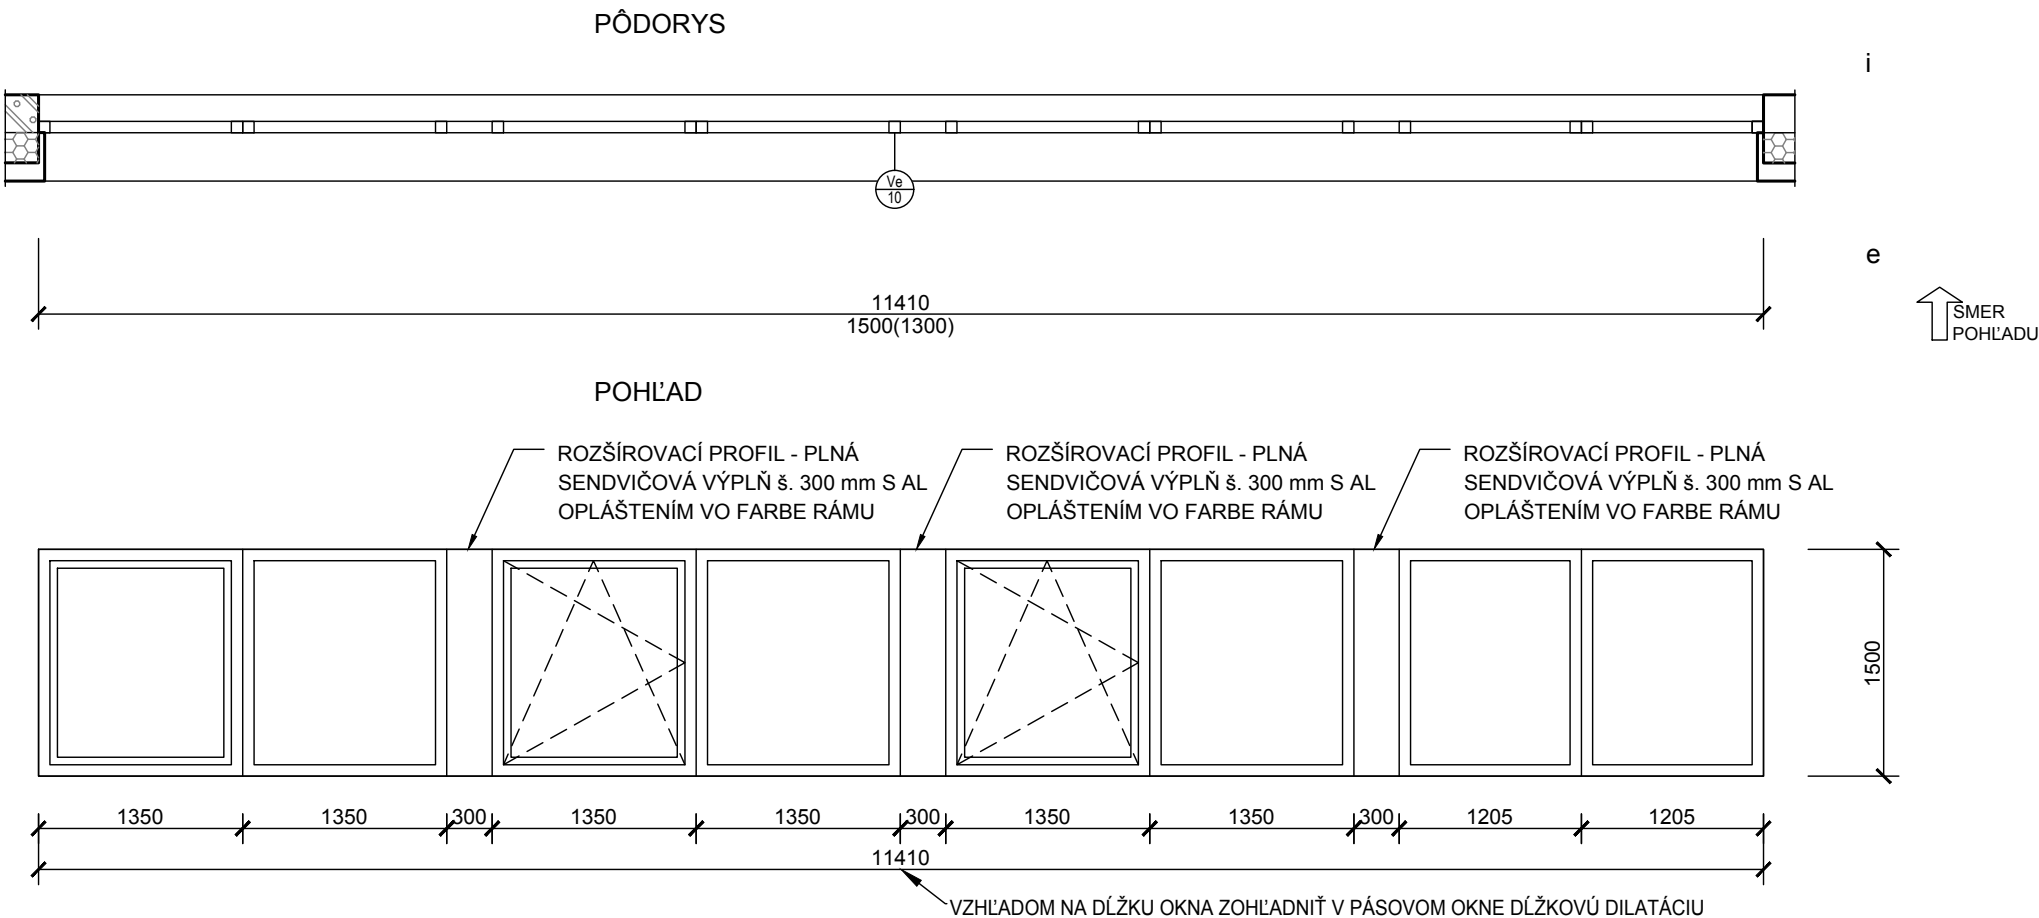 PÔDORYS
i
Ve
10
e
11410
1500(1300)
SMER
POHĽADU
POHĽAD
ROZŠÍROVACÍ PROFIL - PLNÁ
SENDVIČOVÁ VÝPLŇ š. 300 mm S AL
OPLÁŠTENÍM VO FARBE RÁMU
ROZŠÍROVACÍ PROFIL - PLNÁ
SENDVIČOVÁ VÝPLŇ š. 300 mm S AL
OPLÁŠTENÍM VO FARBE RÁMU
ROZŠÍROVACÍ PROFIL - PLNÁ
SENDVIČOVÁ VÝPLŇ š. 300 mm S AL
OPLÁŠTENÍM VO FARBE RÁMU
1500
1350 1350 300 1350 1350 300 1350 1350 300 1205 1205
11410
VZHĽADOM NA DĹŽKU OKNA ZOHĽADNIŤ V PÁSOVOM OKNE DĹŽKOVÚ DILATÁCIU